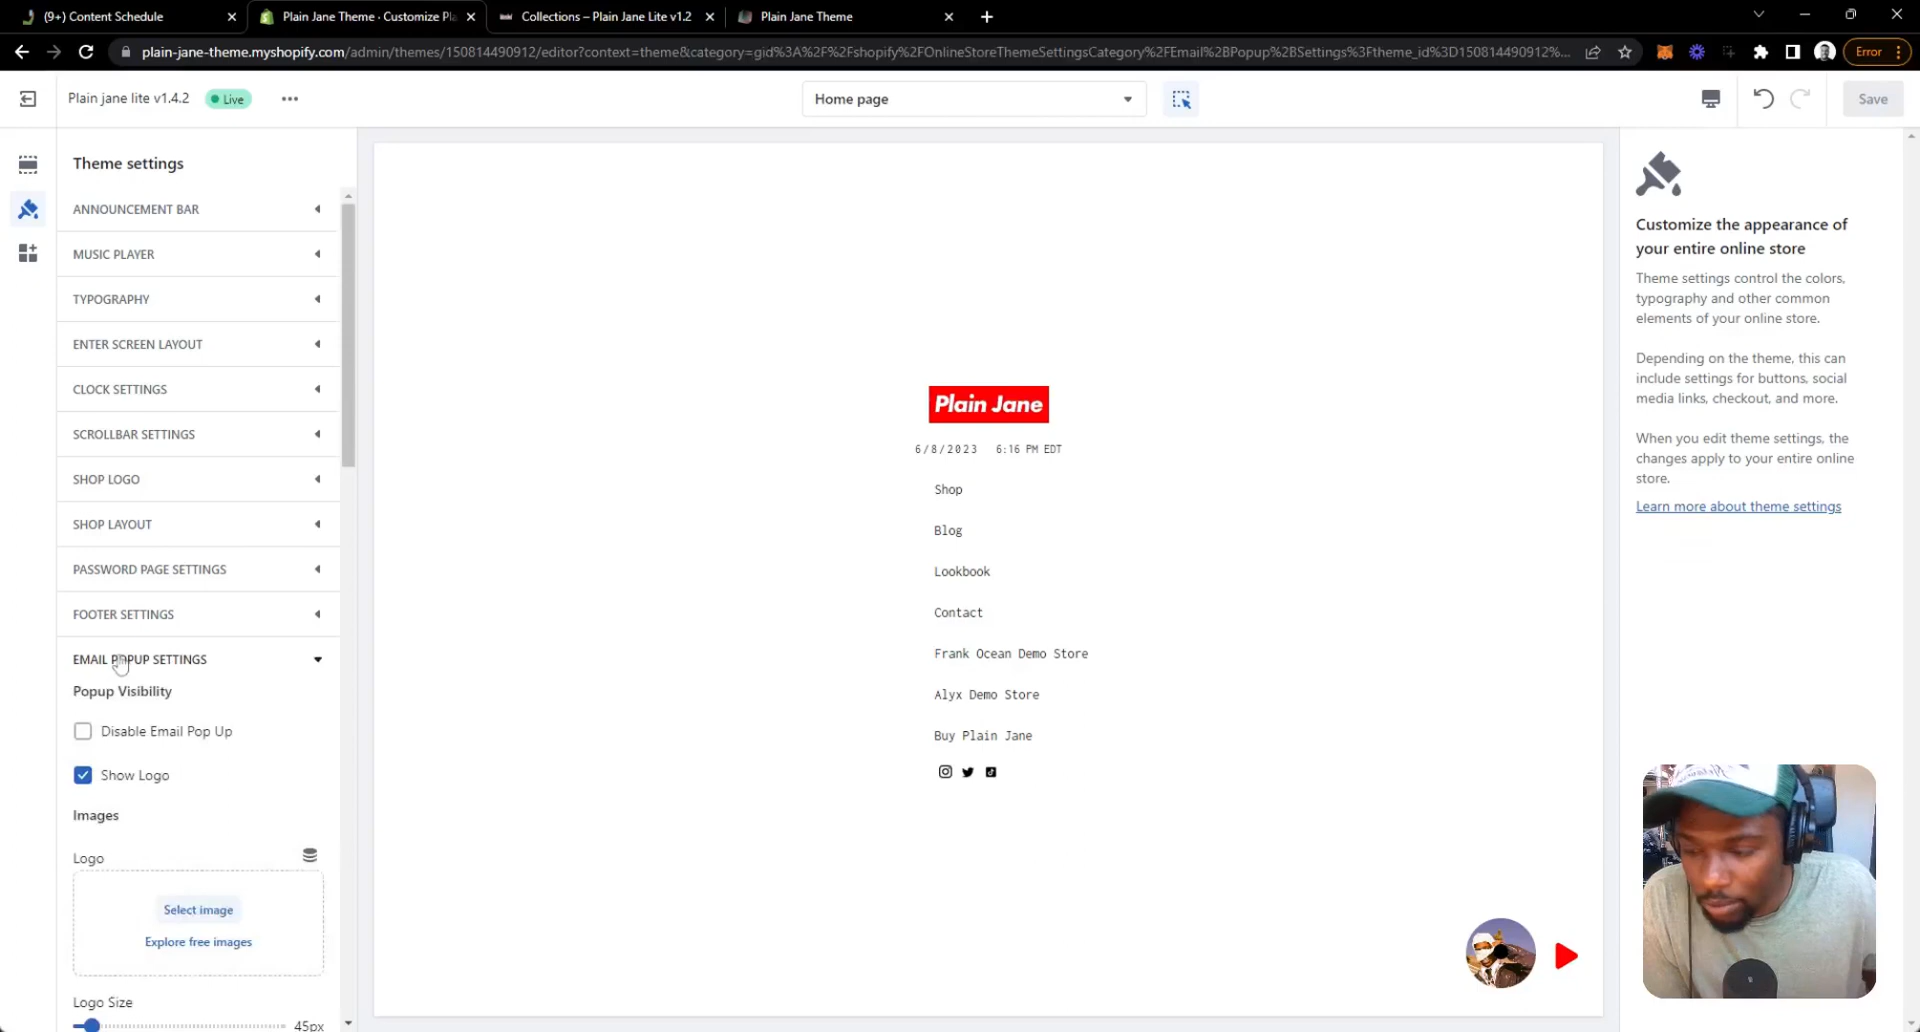 (9+) Content Schedule
Plain Jane Theme · Customize Pla
Collections – Plain Jane Lite v1.2
Plain Jane Theme
plain-jane-theme.myshopify.com/admin/themes/150814490912/editor?context=theme&category=gid%3A%2F%2Fshopify%2FOnlineStoreThemeSettingsCategory%2FEmail%2BPopup%2BSettings%3Ftheme_id%3D150814490912%...
Error
Plain jane lite v1.4.2
Live
Home page
Save
Theme settings
ANNOUNCEMENT BAR
MUSIC PLAYER
TYPOGRAPHY
ENTER SCREEN LAYOUT
CLOCK SETTINGS
SCROLLBAR SETTINGS
SHOP LOGO
SHOP LAYOUT
PASSWORD PAGE SETTINGS
FOOTER SETTINGS
EMAIL POPUP SETTINGS
Popup Visibility
Disable Email Pop Up
Show Logo
Images
Logo
Select image
Explore free images
Logo Size
45px
Plain Jane
6/8/2023 6:16 PM EDT
Shop
Blog
Lookbook
Contact
Frank Ocean Demo Store
Alyx Demo Store
Buy Plain Jane
Customize the appearance of
your entire online store
Theme settings control the colors,
typography and other common
elements of your online store.
Depending on the theme, this can
include settings for buttons, social
media links, checkout, and more.
When you edit theme settings, the
changes apply to your entire online
store.
Learn more about theme settings